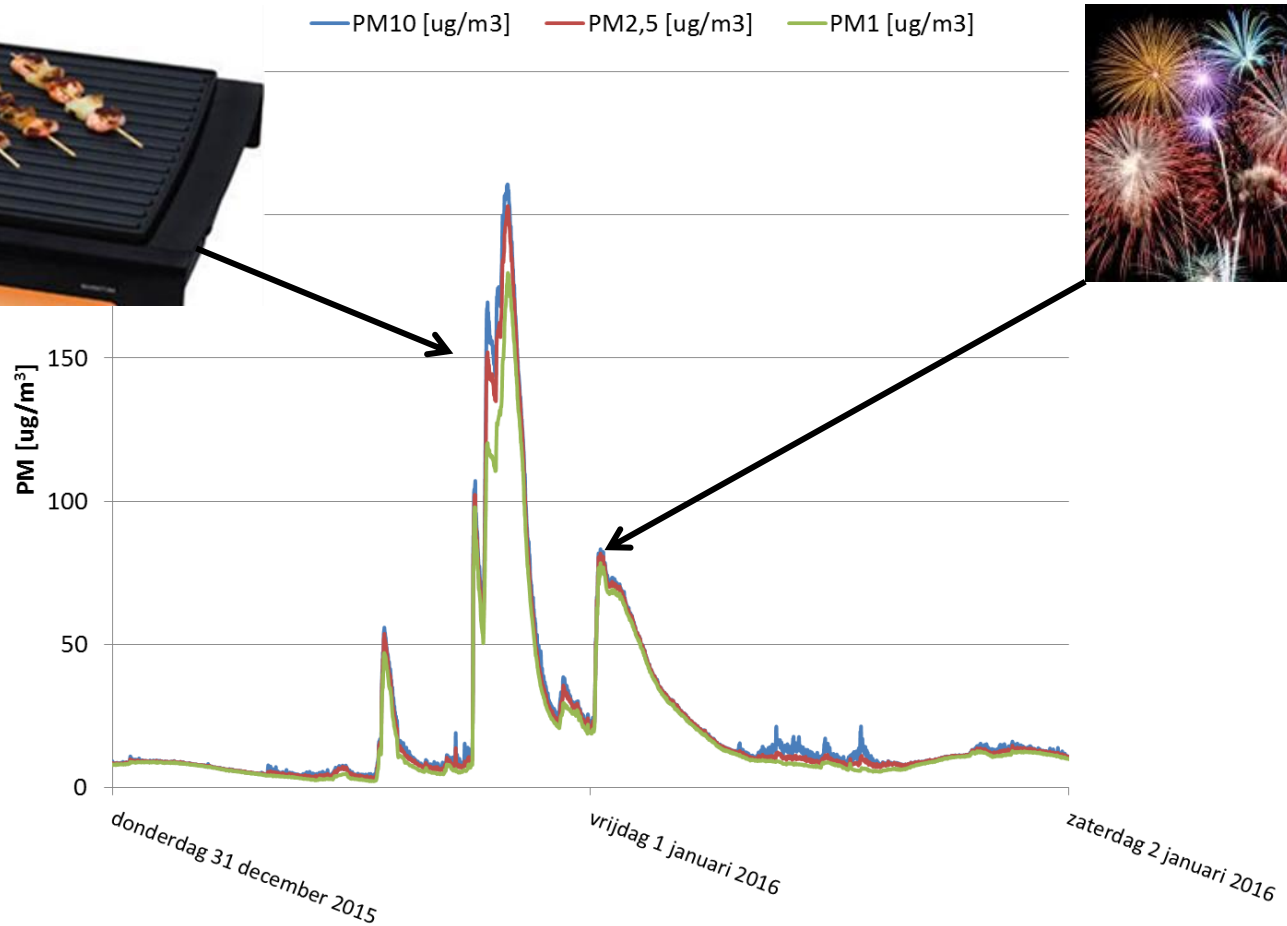 PM10 [ug/m3] PM2,5 [ug/m3] PM1 [ug/m3]
PM [ug/m³]
150
100
50
0
donderdag 31 december 2015
vrijdag 1 januari 2016
zaterdag 2 januari 2016